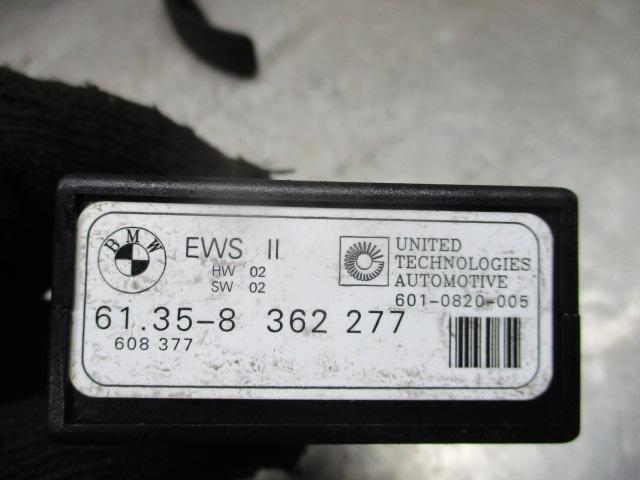 BMW
EWS II
HW 02
SW 02
UNITED
TECHNOLOGIES
AUTOMOTIVE
601-0820-005
61.35-8 362 277
608 377